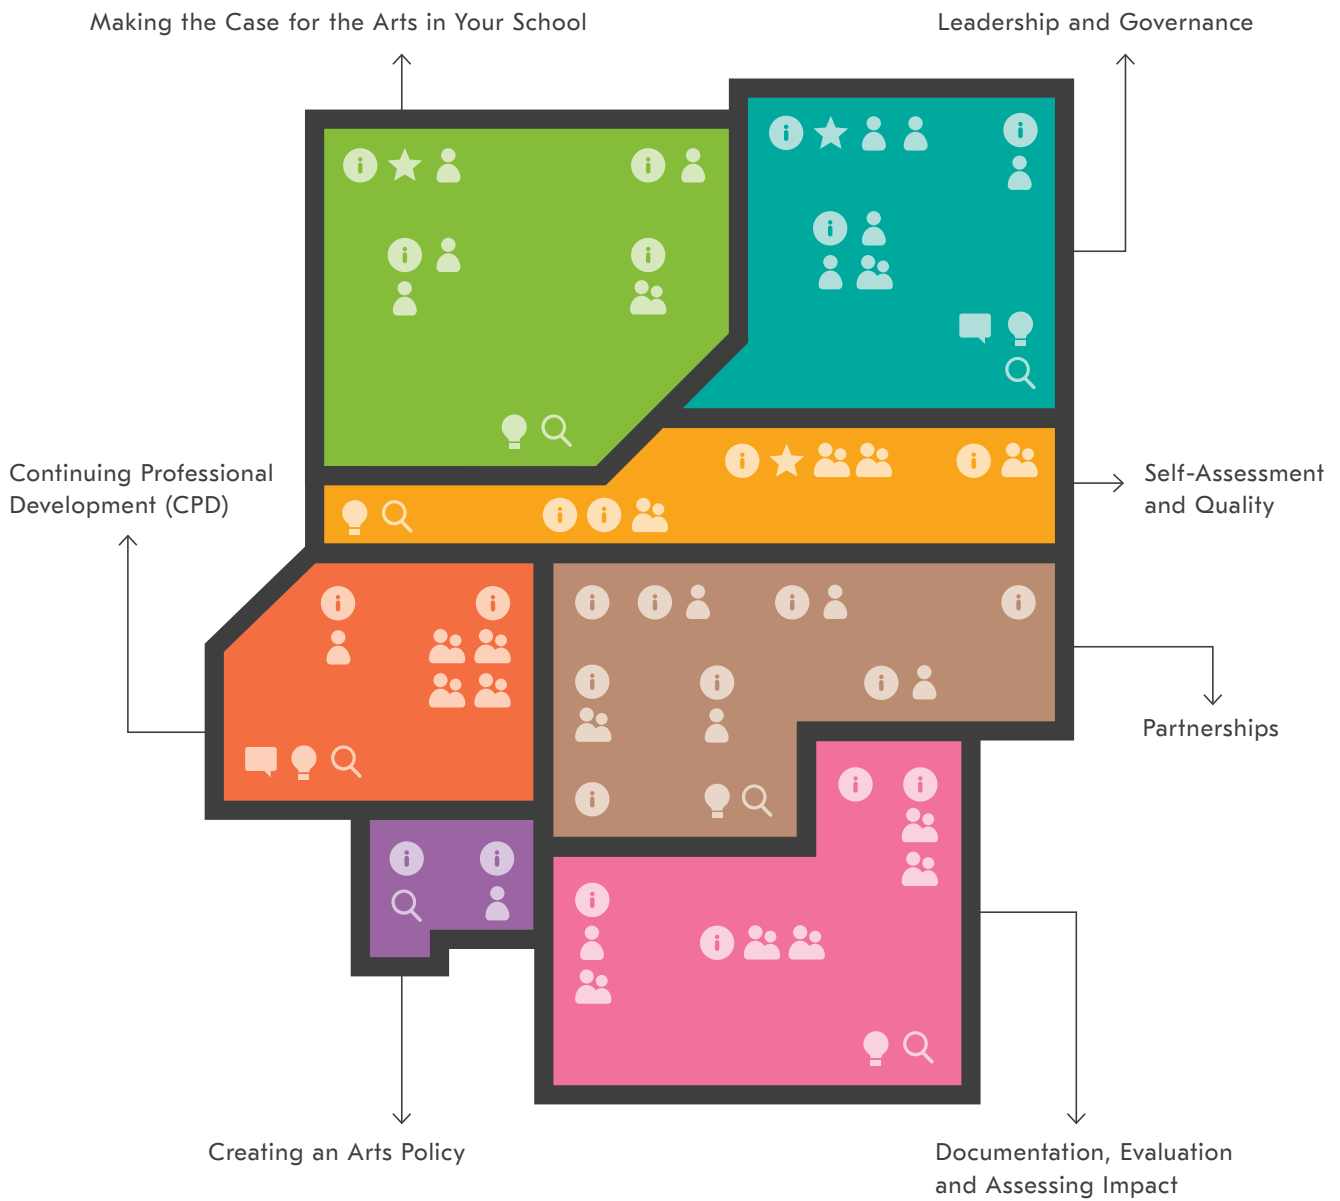 Making the Case for the Arts in Your School
Leadership and Governance
Continuing Professional
Development (CPD)
Self-Assessment
and Quality
Partnerships
Creating an Arts Policy
Documentation, Evaluation
and Assessing Impact